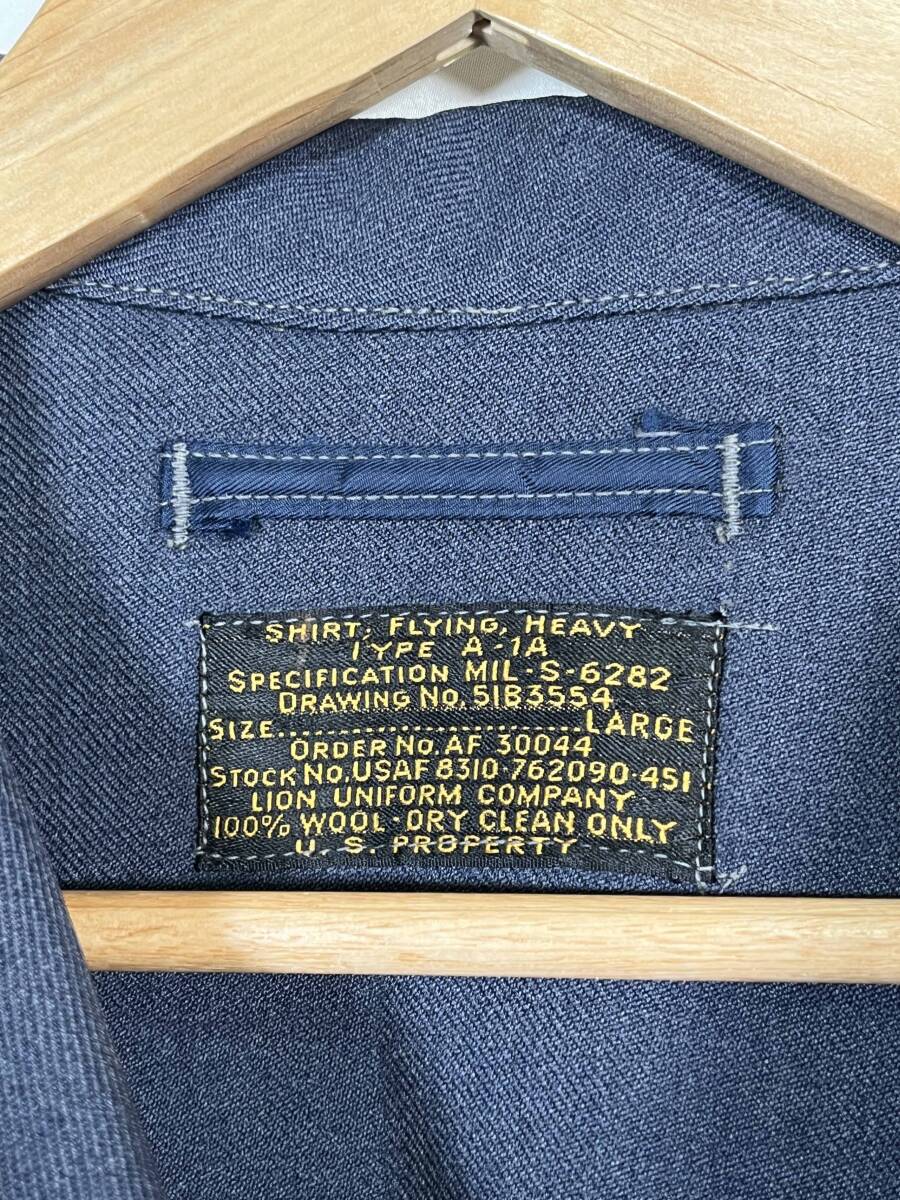 SHIRT, FLYING, HEAVY
TYPE A-1A
SPECIFICATION MIL-S-6282
DRAWING NO. 51B3554
SIZE........................LARGE
ORDER NO. AF 30044
STOCK NO. USAF 8310-762090-451
LION UNIFORM COMPANY
100% WOOL-DRY CLEAN ONLY
U. S. PROPERTY